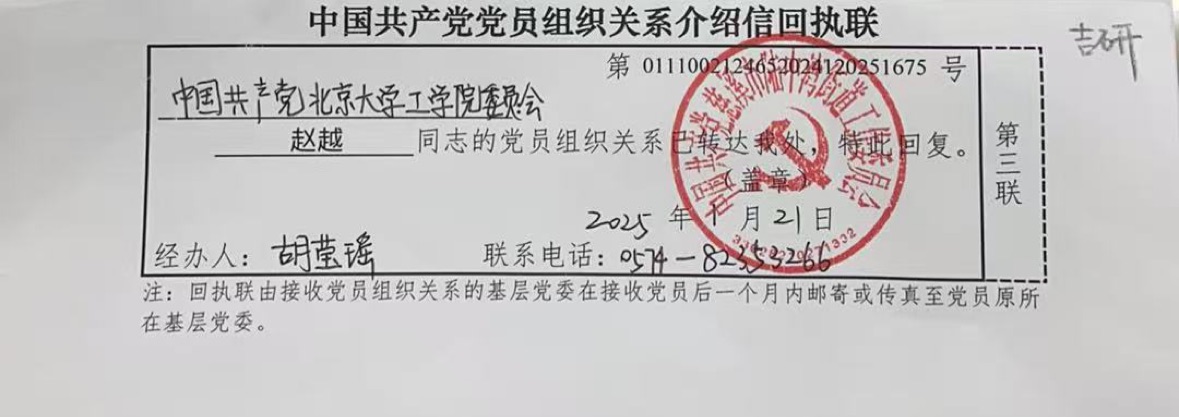 中国共产党党员组织关系介绍信回执联
吉研
第 0111002124652024120251675 号
中国共产党北京大学工学院委员会
赵越 同志的党员组织关系已转达我处，特此回复。
（盖章）
2025 年 1 月 21 日
经办人：胡莹瑶 联系电话：0574-82353266
第三联
注：回执联由接收党员组织关系的基层党委在接收党员后一个月内邮寄或传真至党员原所
在基层党委。